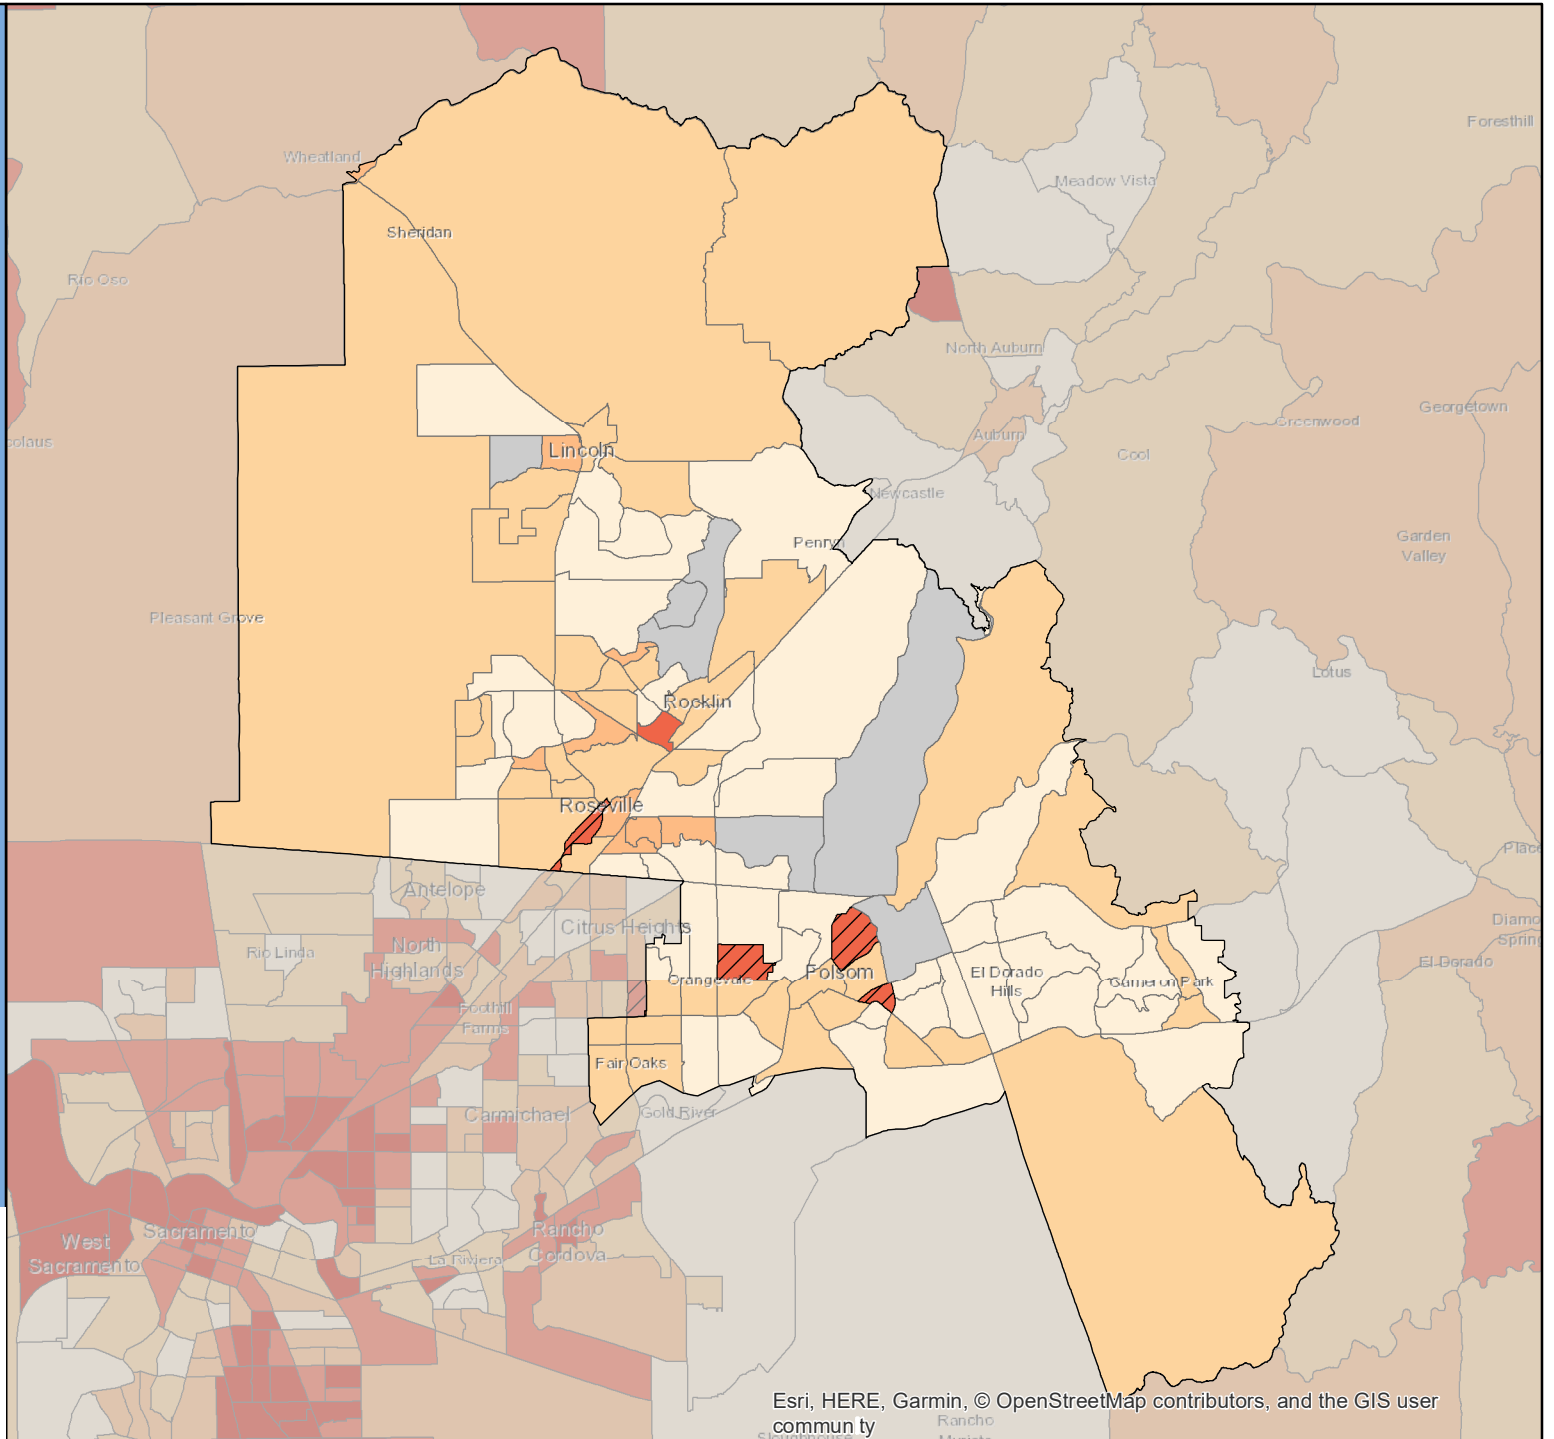 Foresthill
Wheatland
Meadow Vista
Sheridan
Rio Oso
North Auburn
Georgetown
Greenwood
Auburn
colaus
Lincoln
Cool
Newcastle
Penryn
Garden
Valley
Pleasant Grove
Lotus
Rocklin
Roseville
Place
Antelope
Citrus Heights
Diamo
Spring
North
Highlands
Rio Linda
El Dorado
Folsom
El Dorado
Hills
Orangevale
Cameron Park
Foothill
Farms
Fair Oaks
Carmichael
Gold River
Sacramento
Rancho
Cordova
West
Sacramento
La Riviera
Esri, HERE, Garmin, © OpenStreetMap contributors, and the GIS user
commun ty
Rancho
Sloughhouse